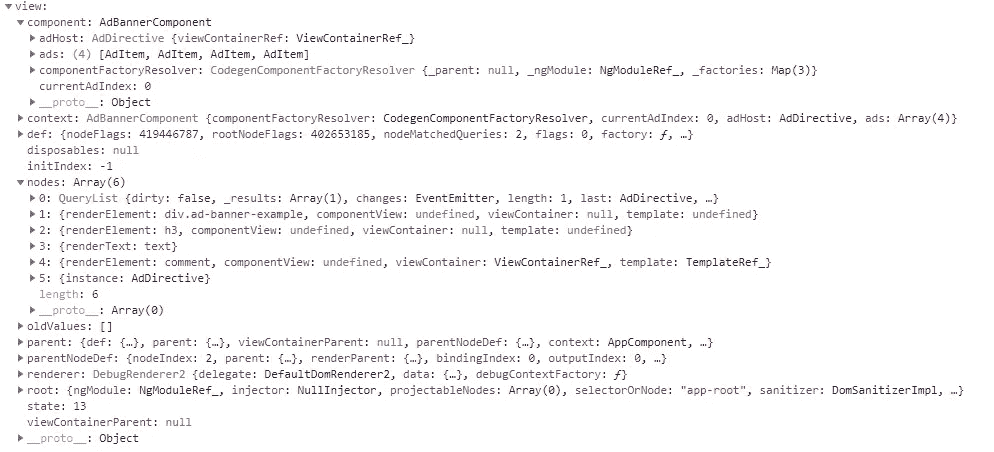 ▼ view:
▼ component: AdBannerComponent
▶ adHost: AdDirective {viewContainerRef: ViewContainerRef_}
▶ ads: (4) [AdItem, AdItem, AdItem, AdItem]
▶ componentFactoryResolver: CodegenComponentFactoryResolver {_parent: null, _ngModule: NgModuleRef_, _factories: Map(3)}
currentAdIndex: 0
▶ __proto__: Object
▶ context: AdBannerComponent {componentFactoryResolver: CodegenComponentFactoryResolver, currentAdIndex: 0, adHost: AdDirective, ads: Array(4)}
▶ def: {nodeFlags: 419446787, rootNodeFlags: 402653185, nodeMatchedQueries: 2, flags: 0, factory: ƒ, …}
disposables: null
initIndex: -1
▼ nodes: Array(6)
▶ 0: QueryList {dirty: false, _results: Array(1), changes: EventEmitter, length: 1, last: AdDirective, …}
▶ 1: {renderElement: div.ad-banner-example, componentView: undefined, viewContainer: null, template: undefined}
▶ 2: {renderElement: h3, componentView: undefined, viewContainer: null, template: undefined}
▶ 3: {renderText: text}
▶ 4: {renderElement: comment, componentView: undefined, viewContainer: ViewContainerRef_, template: TemplateRef_}
▶ 5: {instance: AdDirective}
length: 6
▶ __proto__: Array(0)
▶ oldValues: []
▶ parent: {def: {…}, parent: {…}, viewContainerParent: null, parentNodeDef: {…}, context: AppComponent, …}
▶ parentNodeDef: {nodeIndex: 2, parent: {…}, renderParent: {…}, bindingIndex: 0, outputIndex: 0, …}
▶ renderer: DebugRenderer2 {delegate: DefaultDomRenderer2, data: {…}, debugContextFactory: ƒ}
▶ root: {ngModule: NgModuleRef_, injector: NullInjector, projectableNodes: Array(0), selectorOrNode: "app-root", sanitizer: DomSanitizerImpl, …}
state: 13
viewContainerParent: null
▶ __proto__: Object